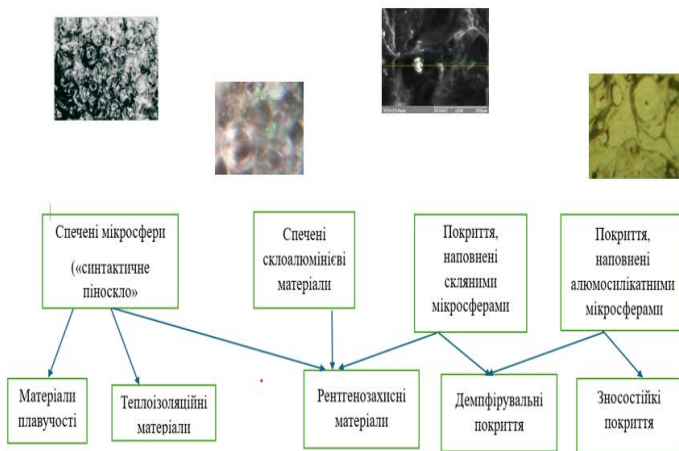 Спечені мікросфери
(«синтактичне
піноскло»
Спечені
склоалюмінієві
матеріали
Покриття,
наповнені
скляними
мікросферами
Покриття,
наповнені
алюмосилікатними
мікросферами
Матеріали
плавучості
Теплоізоляційні
матеріали
Рентгенозахисні
матеріали
Демпфірувальні
покриття
Зносостійкі
покриття